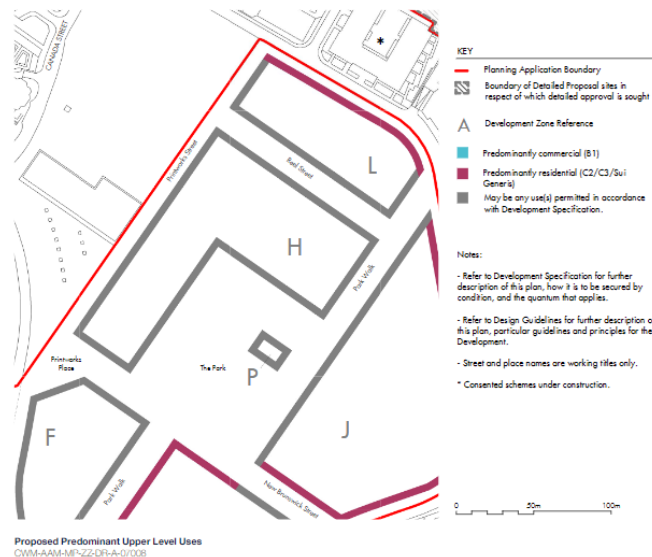 CANADA STREET
*
Printworks Street
Reel Street
L
H
Park Walk
Printworks
Place
The Park
P
F
J
Park Walk
New Brunswick Street
KEY
Planning Application Boundary
Boundary of Detailed Proposal sites in
respect of which detailed approval is sought
A
Development Zone Reference
Predominantly commercial (B1)
Predominantly residential (C2/C3/Sui
Generis)
May be any use(s) permitted in accordance
with Development Specification.
Notes:
- Refer to Development Specification for further
description of this plan, how it is to be secured by
condition, and the quantum that applies.
- Refer to Design Guidelines for further description o
this plan, particular guidelines and principles for the
Development.
- Street and place names are working titles only.
* Consented schemes under construction.
0 50m 100m
Proposed Predominant Upper Level Uses
CWM-AAM-MP-ZZ-DR-A-07008